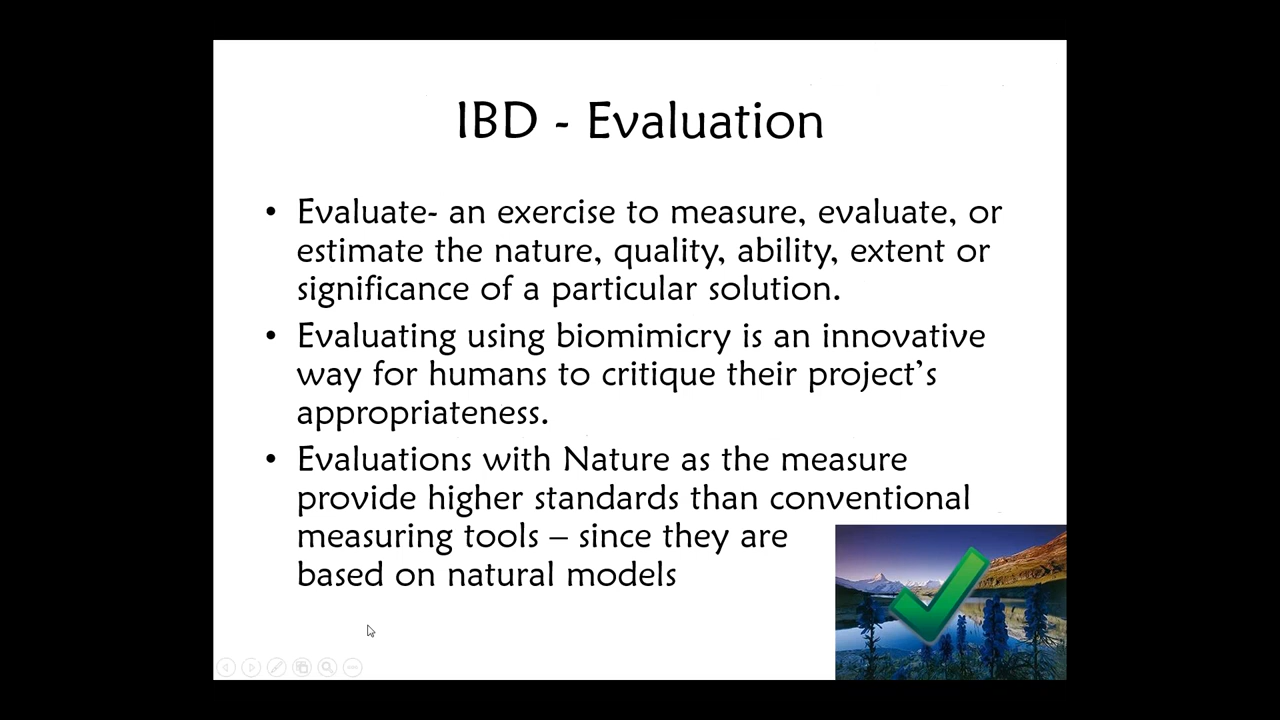 IBD - Evaluation
• Evaluate- an exercise to measure, evaluate, or
estimate the nature, quality, ability, extent or
significance of a particular solution.
• Evaluating using biomimicry is an innovative
way for humans to critique their project’s
appropriateness.
• Evaluations with Nature as the measure
provide higher standards than conventional
measuring tools – since they are
based on natural models